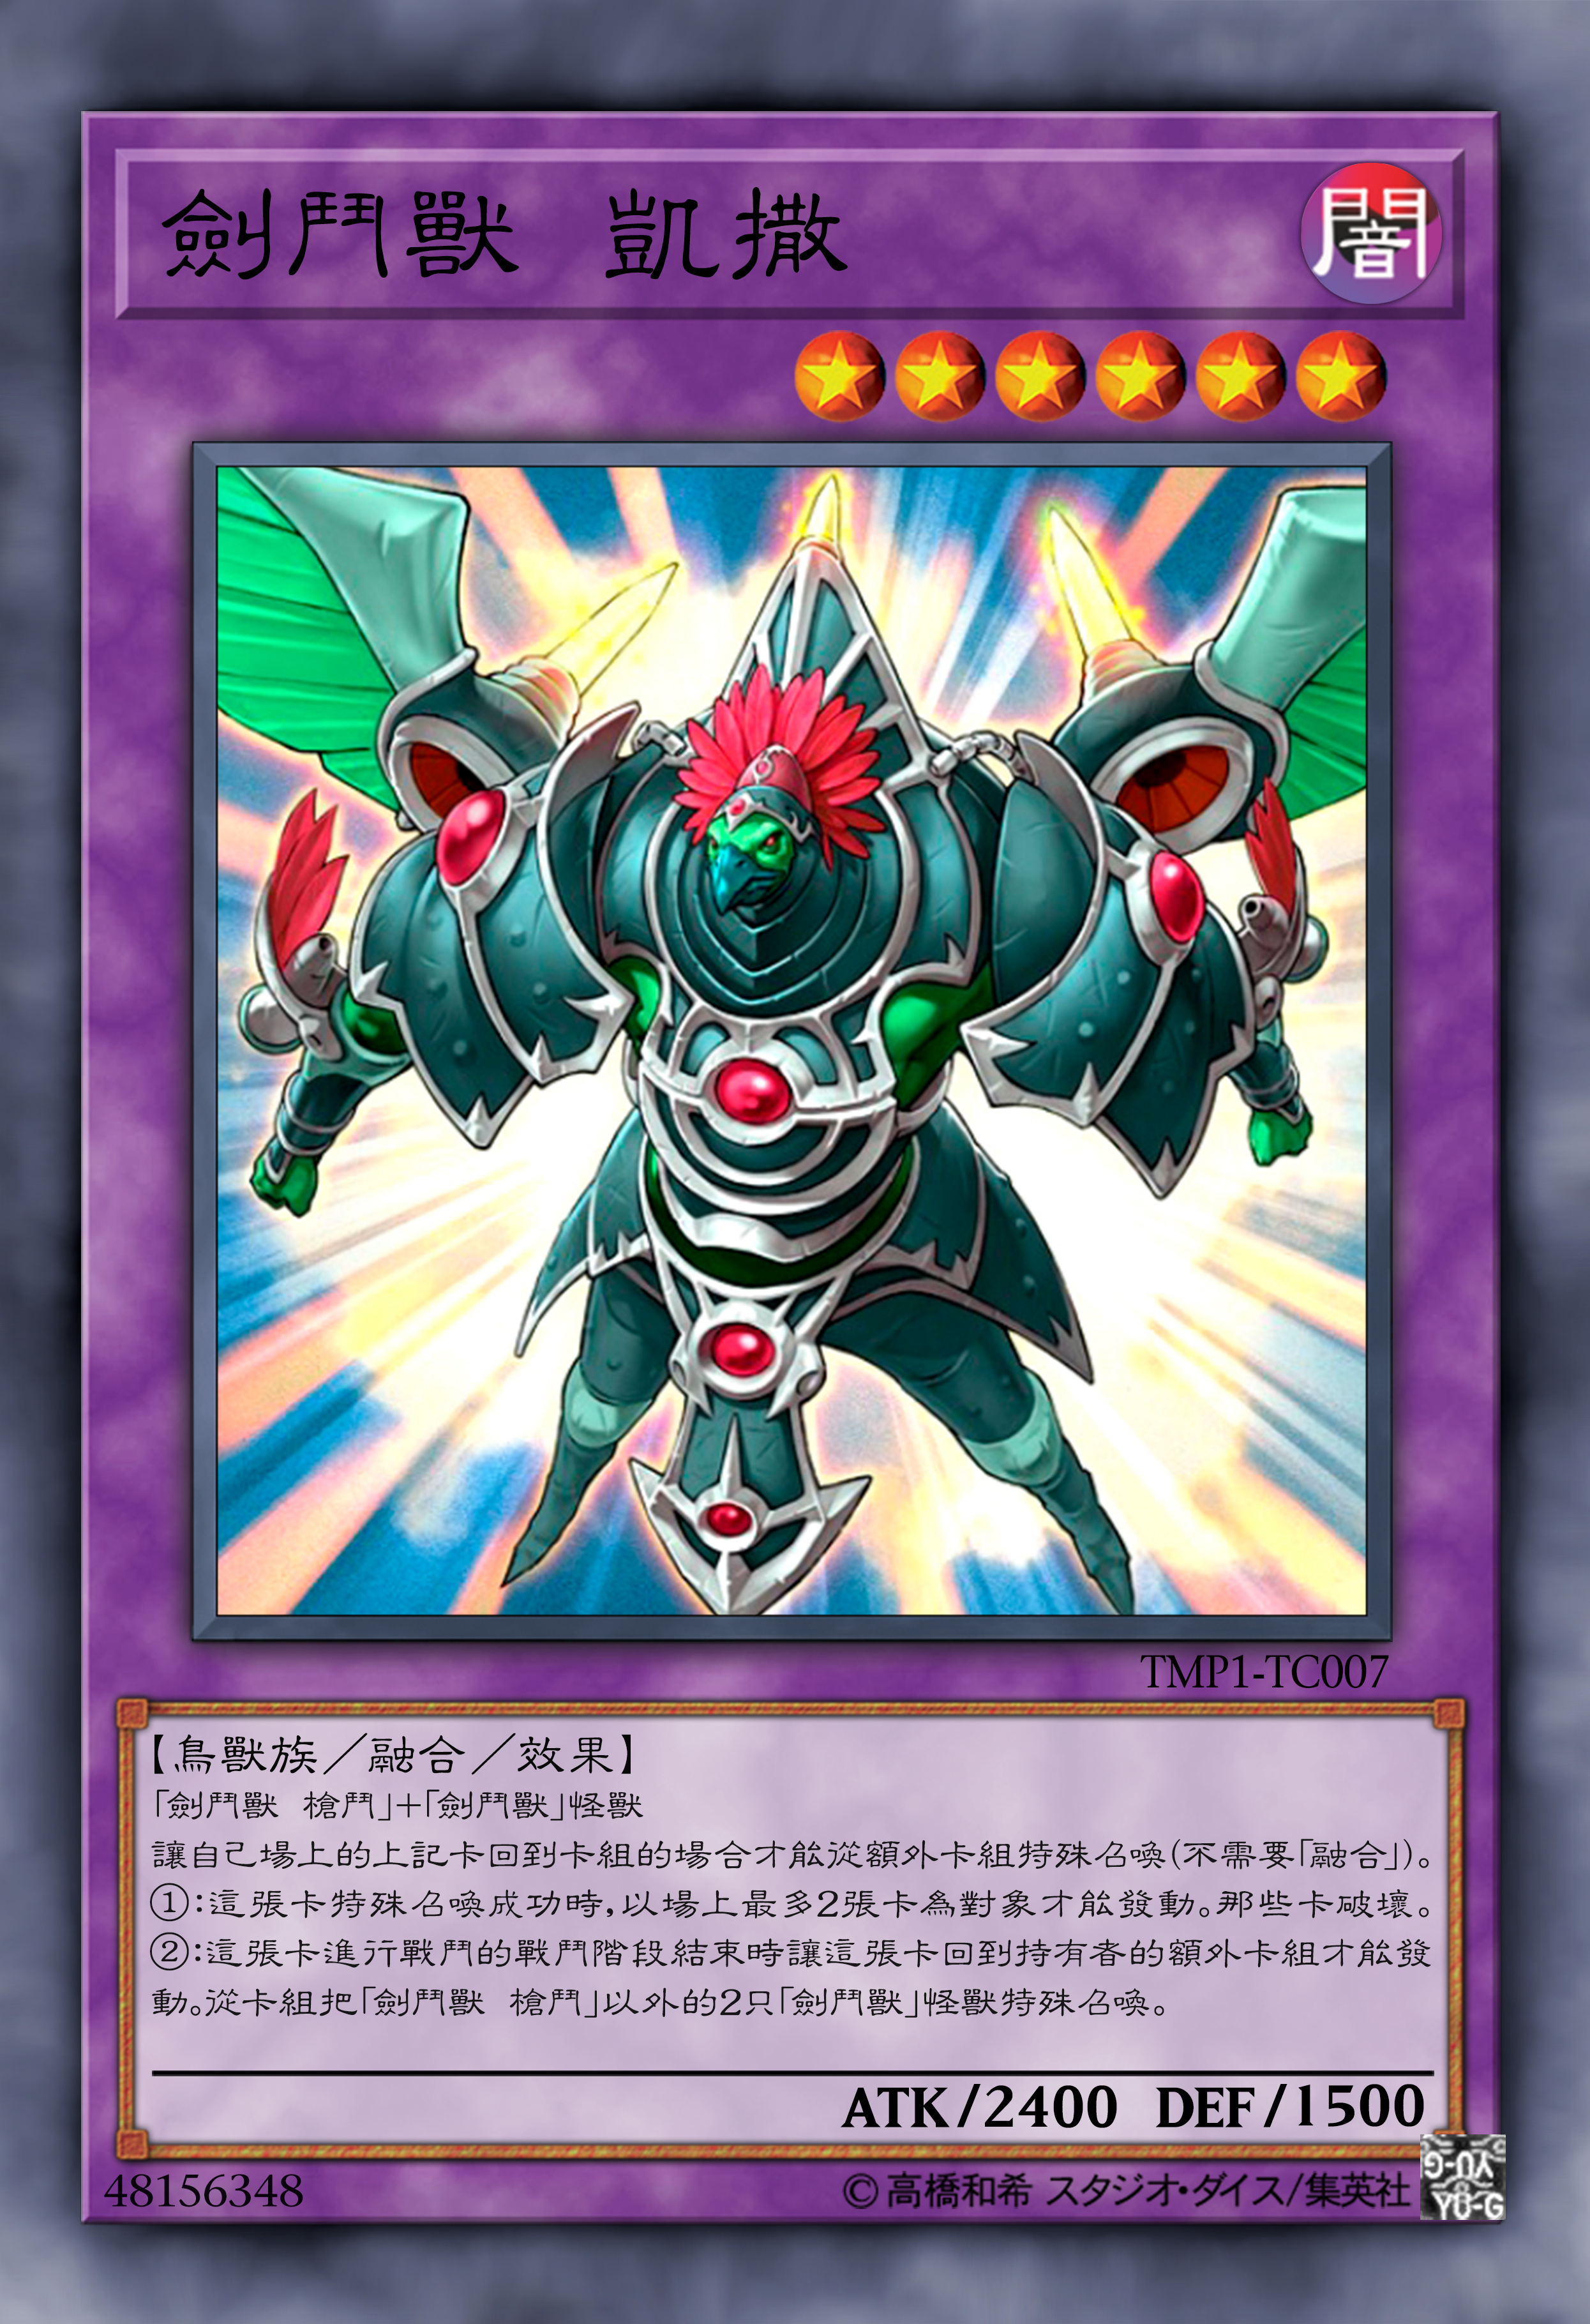 劍鬥獸 凱撒
闇
TMP1-TC007
【鳥獸族／融合／效果】
「劍鬥獸 槍鬥」+「劍鬥獸」怪獸
讓自己場上的上記卡回到卡組的場合才能從額外卡組特殊召喚(不需要「融合」)。
①:這張卡特殊召喚成功時,以場上最多2張卡為對象才能發動。那些卡破壞。
②:這張卡進行戰鬥的戰鬥階段結束時讓這張卡回到持有者的額外卡組才能發
動。從卡組把「劍鬥獸 槍鬥」以外的2只「劍鬥獸」怪獸特殊召喚。
ATK/2400 DEF/1500
48156348
©高橋和希 スタジオ・ダイス/集英社
YU-G
YU-G